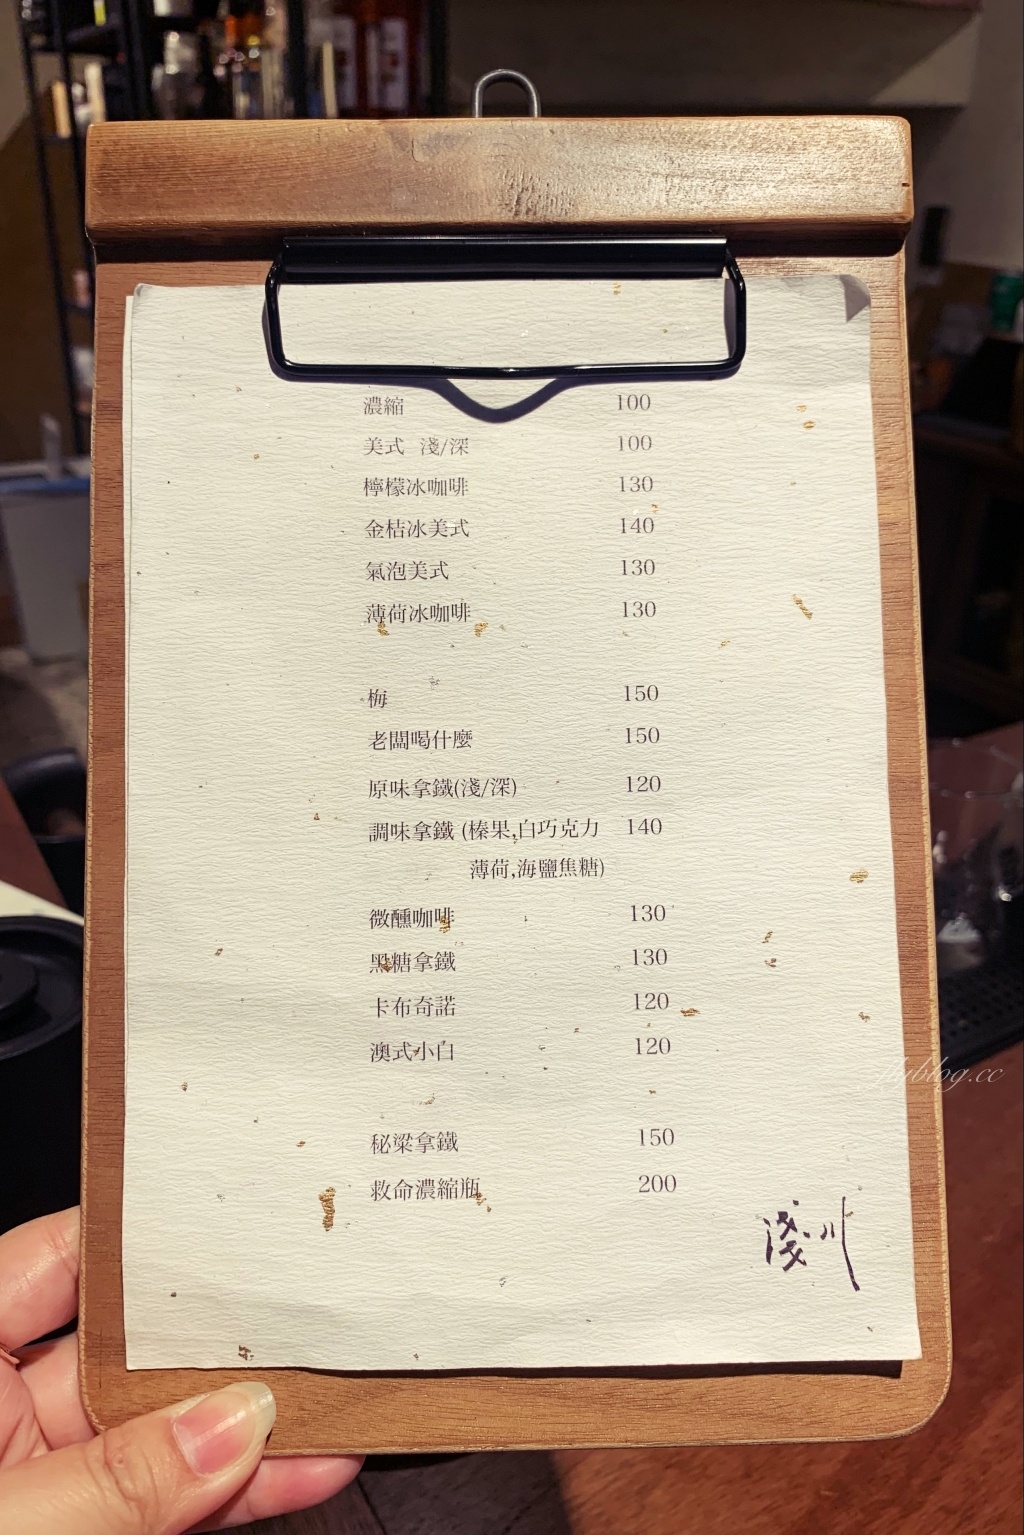 濃縮 100
美式 淺/深 100
檸檬冰咖啡 130
金桔冰美式 140
氣泡美式 130
薄荷冰咖啡 130
梅 150
老闆喝什麼 150
原味拿鐵(淺/深) 120
調味拿鐵 (榛果,白巧克力 140
薄荷,海鹽焦糖)
微醺咖啡 130
黑糖拿鐵 130
卡布奇諾 120
澳式小白 120
秘梁拿鐵 150
救命濃縮瓶 200
淺川